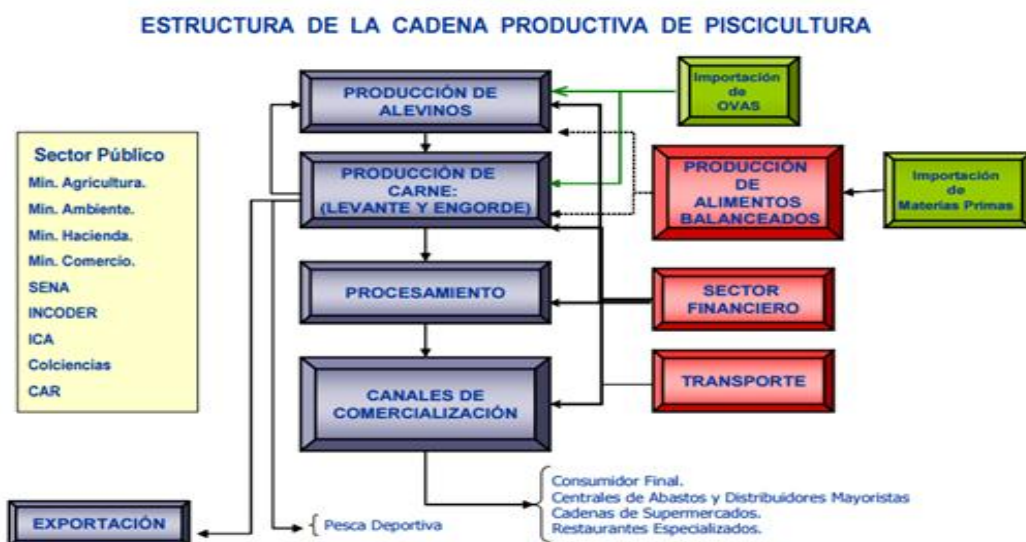 ESTRUCTURA DE LA CADENA PRODUCTIVA DE PISCICULTURA
PRODUCCIÓN DE
ALEVINOS
Importación
de
OVAS
Sector Público
Min. Agricultura.
Min. Ambiente.
Min. Hacienda.
Min. Comercio.
SENA
INCODER
ICA
Colciencias
CAR
PRODUCCIÓN DE
CARNE:
(LEVANTE Y ENGORDE)
PRODUCCIÓN
DE
ALIMENTOS
BALANCEADOS
Importación
de
Materias Primas
PROCESAMIENTO
SECTOR
FINANCIERO
CANALES DE
COMERCIALIZACIÓN
TRANSPORTE
EXPORTACIÓN
Pesca Deportiva
Consumidor Final.
Centrales de Abastos y Distribuidores Mayoristas
Cadenas de Supermercados.
Restaurantes Especializados.